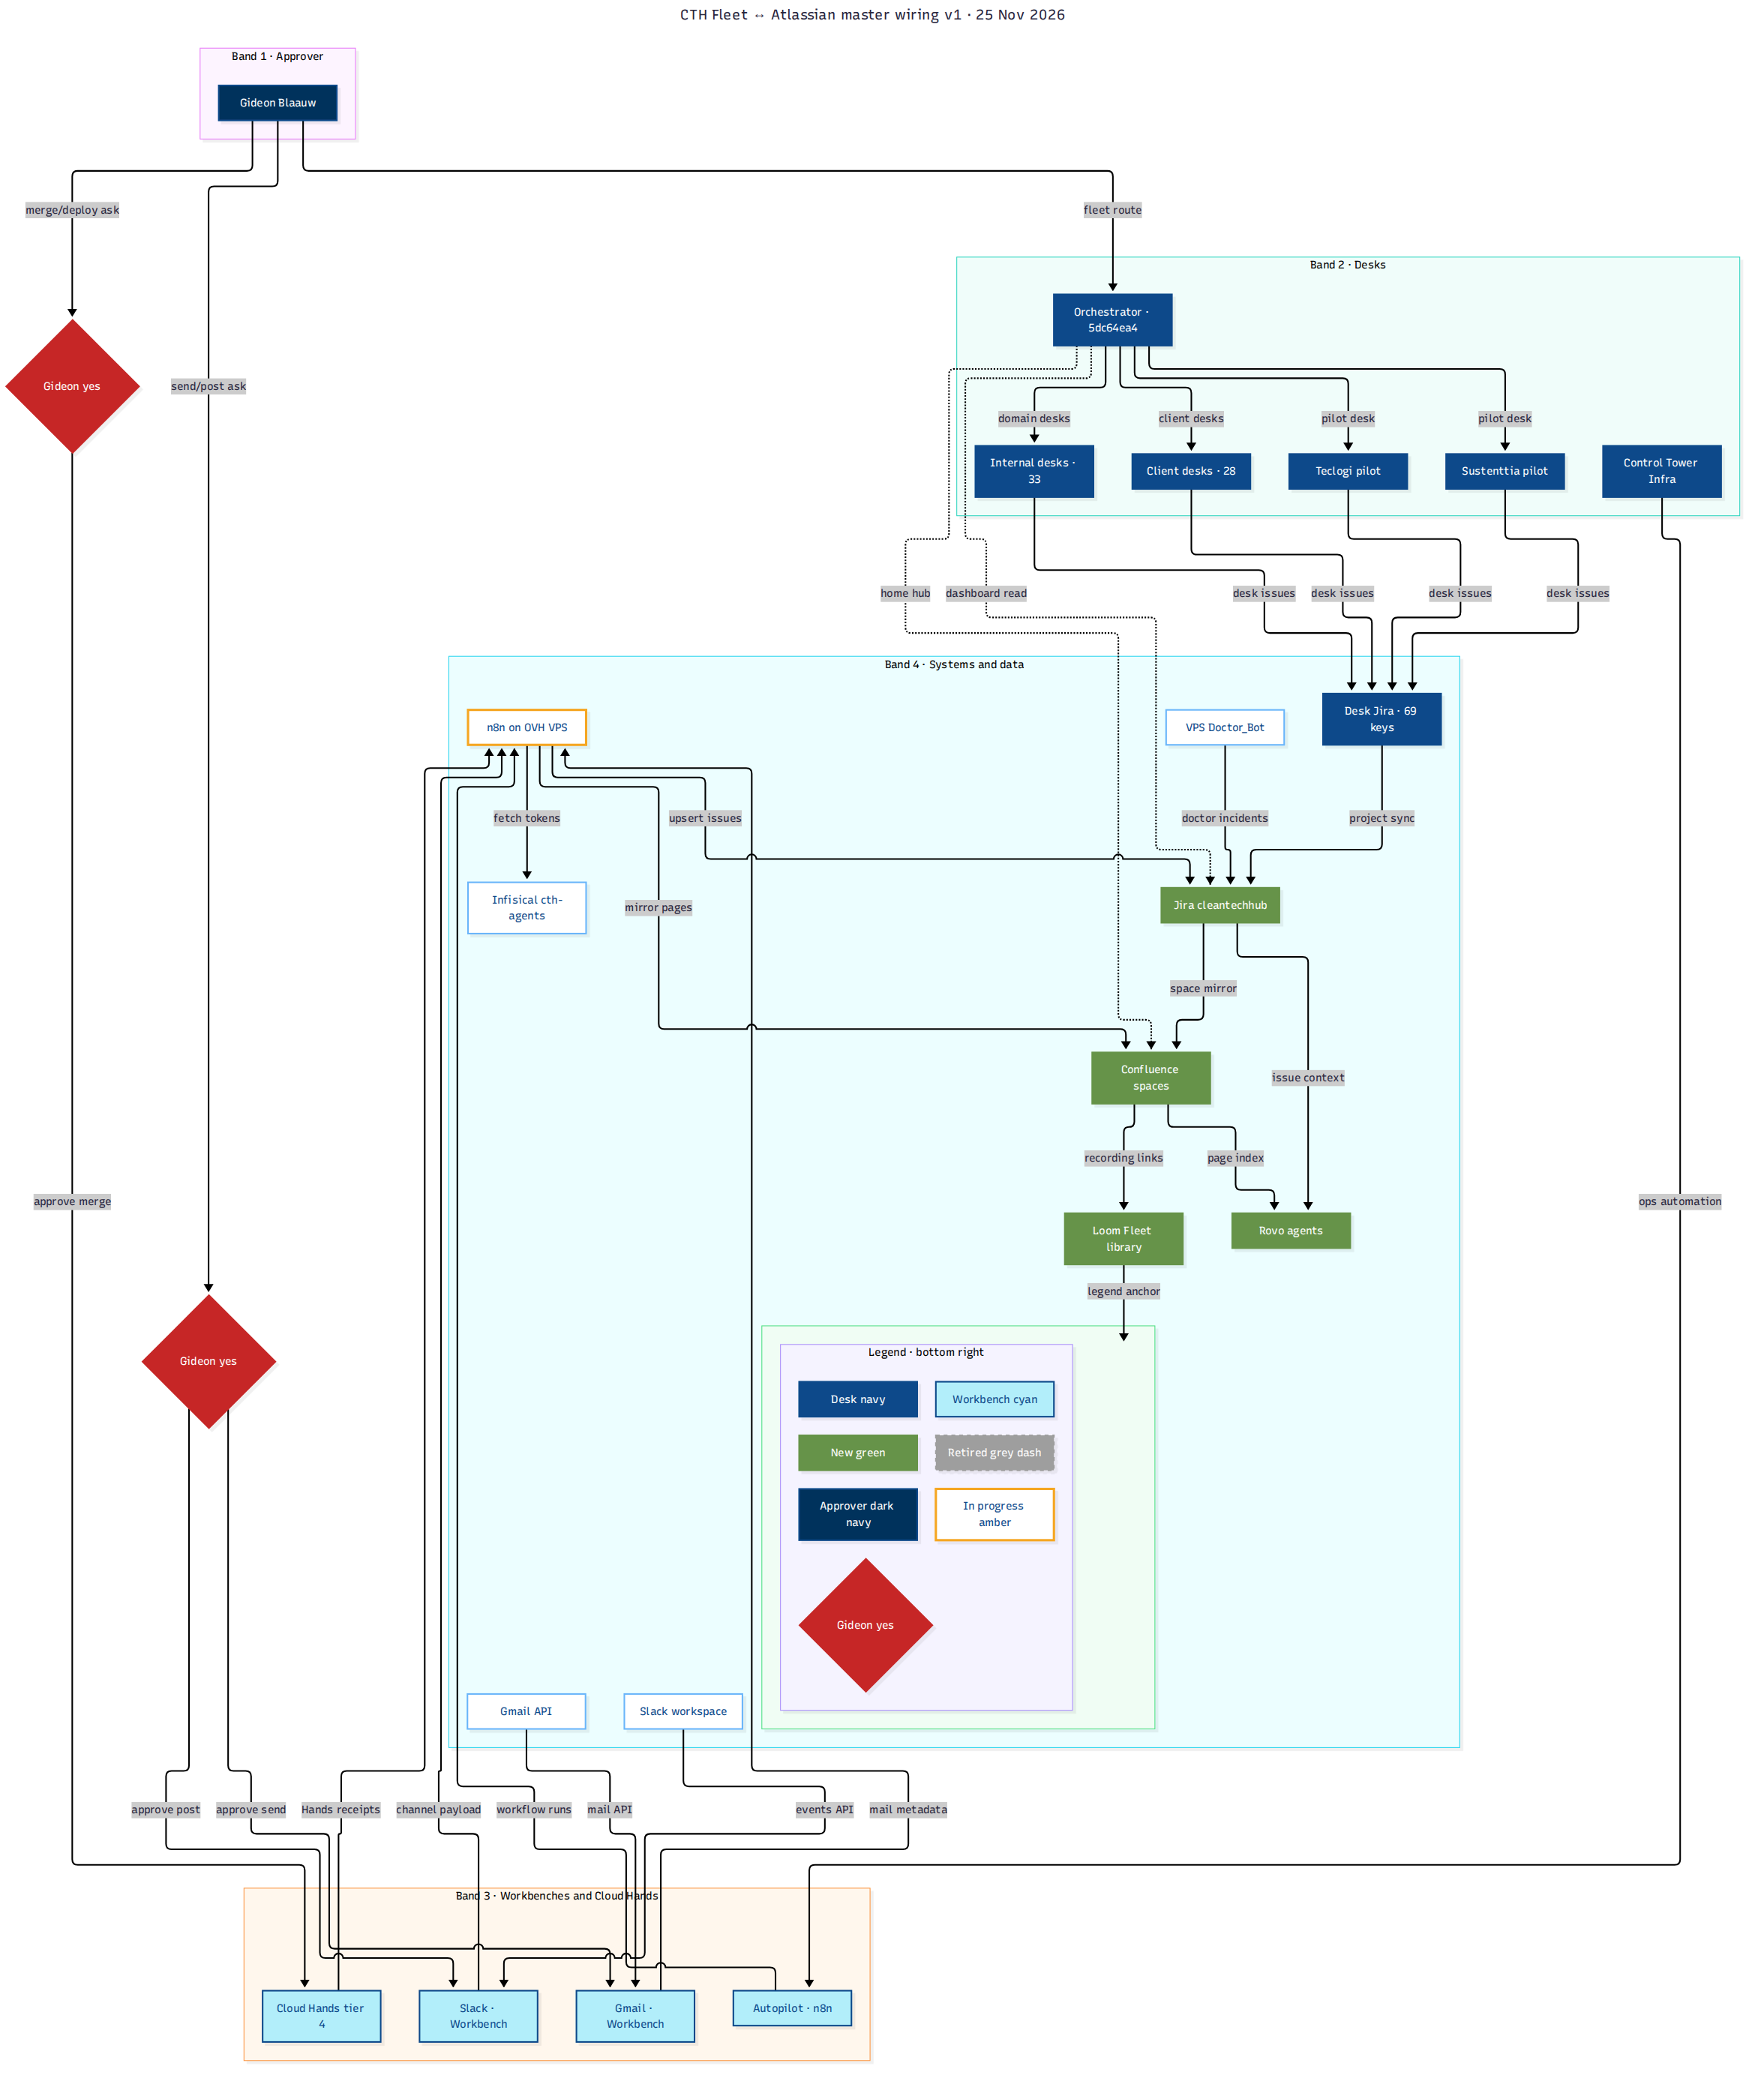 CTH Fleet ↔ Atlassian master wiring v1 · 25 Nov 2026
Band 1 · Approver
Gideon Blaauw
merge/deploy ask
fleet route
Band 2 · Desks
Orchestrator ·
5dc64ea4
Gideon yes
send/post ask
domain desks
client desks
pilot desk
pilot desk
Internal desks ·
33
Client desks · 28
Teclogi pilot
Sustenttia pilot
Control Tower
Infra
home hub
dashboard read
desk issues
desk issues
desk issues
desk issues
Band 4 · Systems and data
n8n on OVH VPS
VPS Doctor_Bot
Desk Jira · 69
keys
fetch tokens
upsert issues
doctor incidents
project sync
Infisical cth-
agents
mirror pages
Jira cleantechhub
space mirror
Confluence
spaces
issue context
recording links
page index
approve merge
ops automation
Loom Fleet
library
Rovo agents
legend anchor
Gideon yes
Legend · bottom right
Desk navy
Workbench cyan
New green
Retired grey dash
Approver dark
navy
In progress
amber
Gideon yes
Gmail API
Slack workspace
approve post
approve send
Hands receipts
channel payload
workflow runs
mail API
events API
mail metadata
Band 3 · Workbenches and Cloud Hands
Cloud Hands tier
4
Slack ·
Workbench
Gmail ·
Workbench
Autopilot · n8n